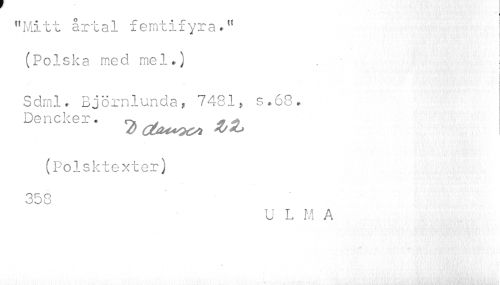 "Mitt årtal femtifyra."
(Polska med mel.)
Sdml. Björnlunda, 7481, s.68.
Dencker. D danser 22
(Polsktexter)
358
U L M A